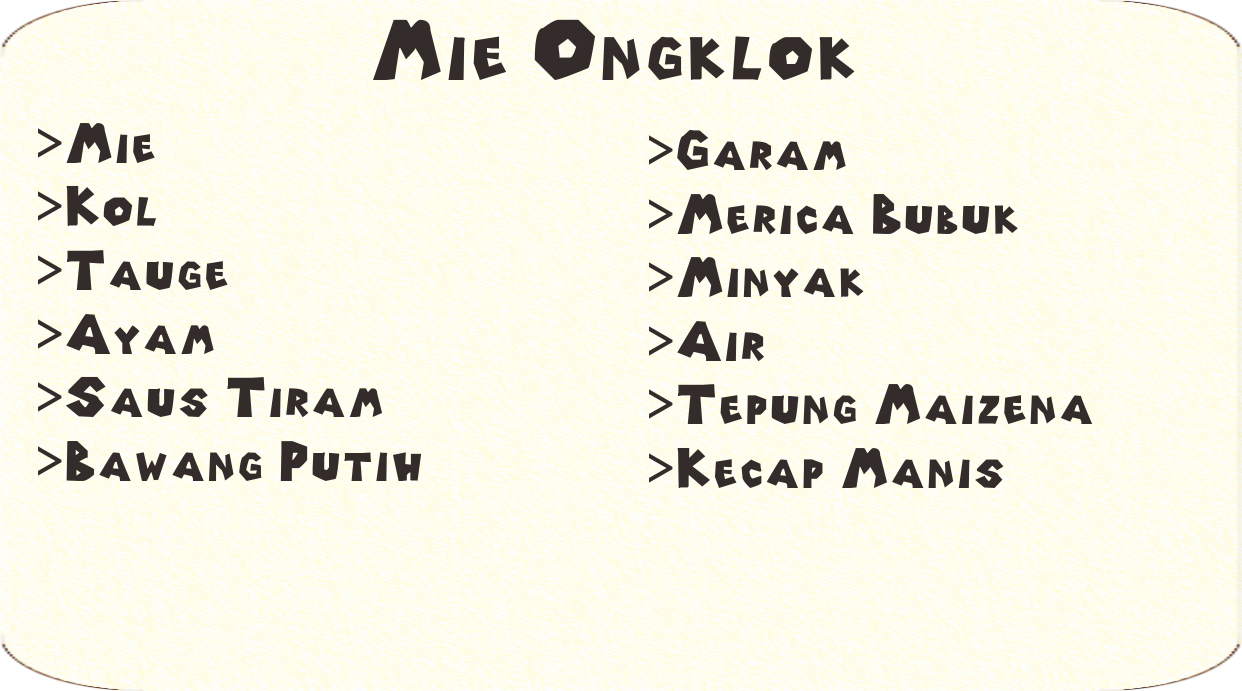 Mie Ongklok
>Mie
>Kol
>Tauge
>Ayam
>Saus Tiram
>Bawang Putih
>Garam
>Merica Bubuk
>Minyak
>Air
>Tepung Maizena
>Kecap Manis